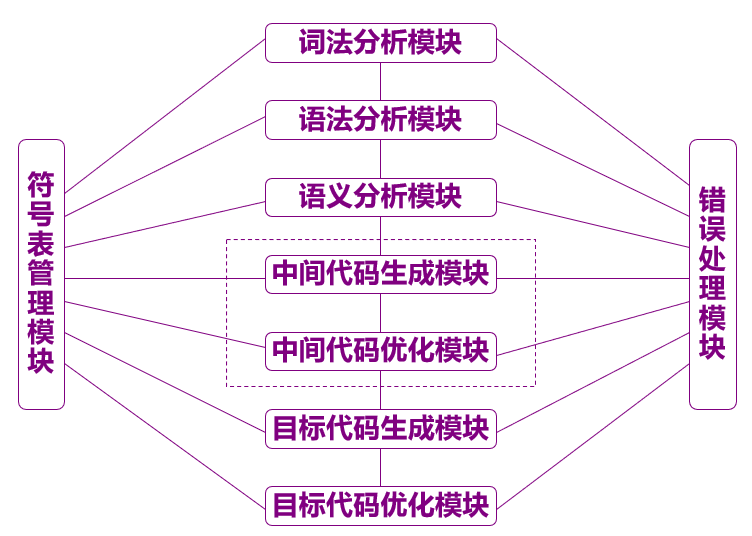 词法分析模块
语法分析模块
语义分析模块
中间代码生成模块
中间代码优化模块
目标代码生成模块
目标代码优化模块
符号表管理模块
错误处理模块